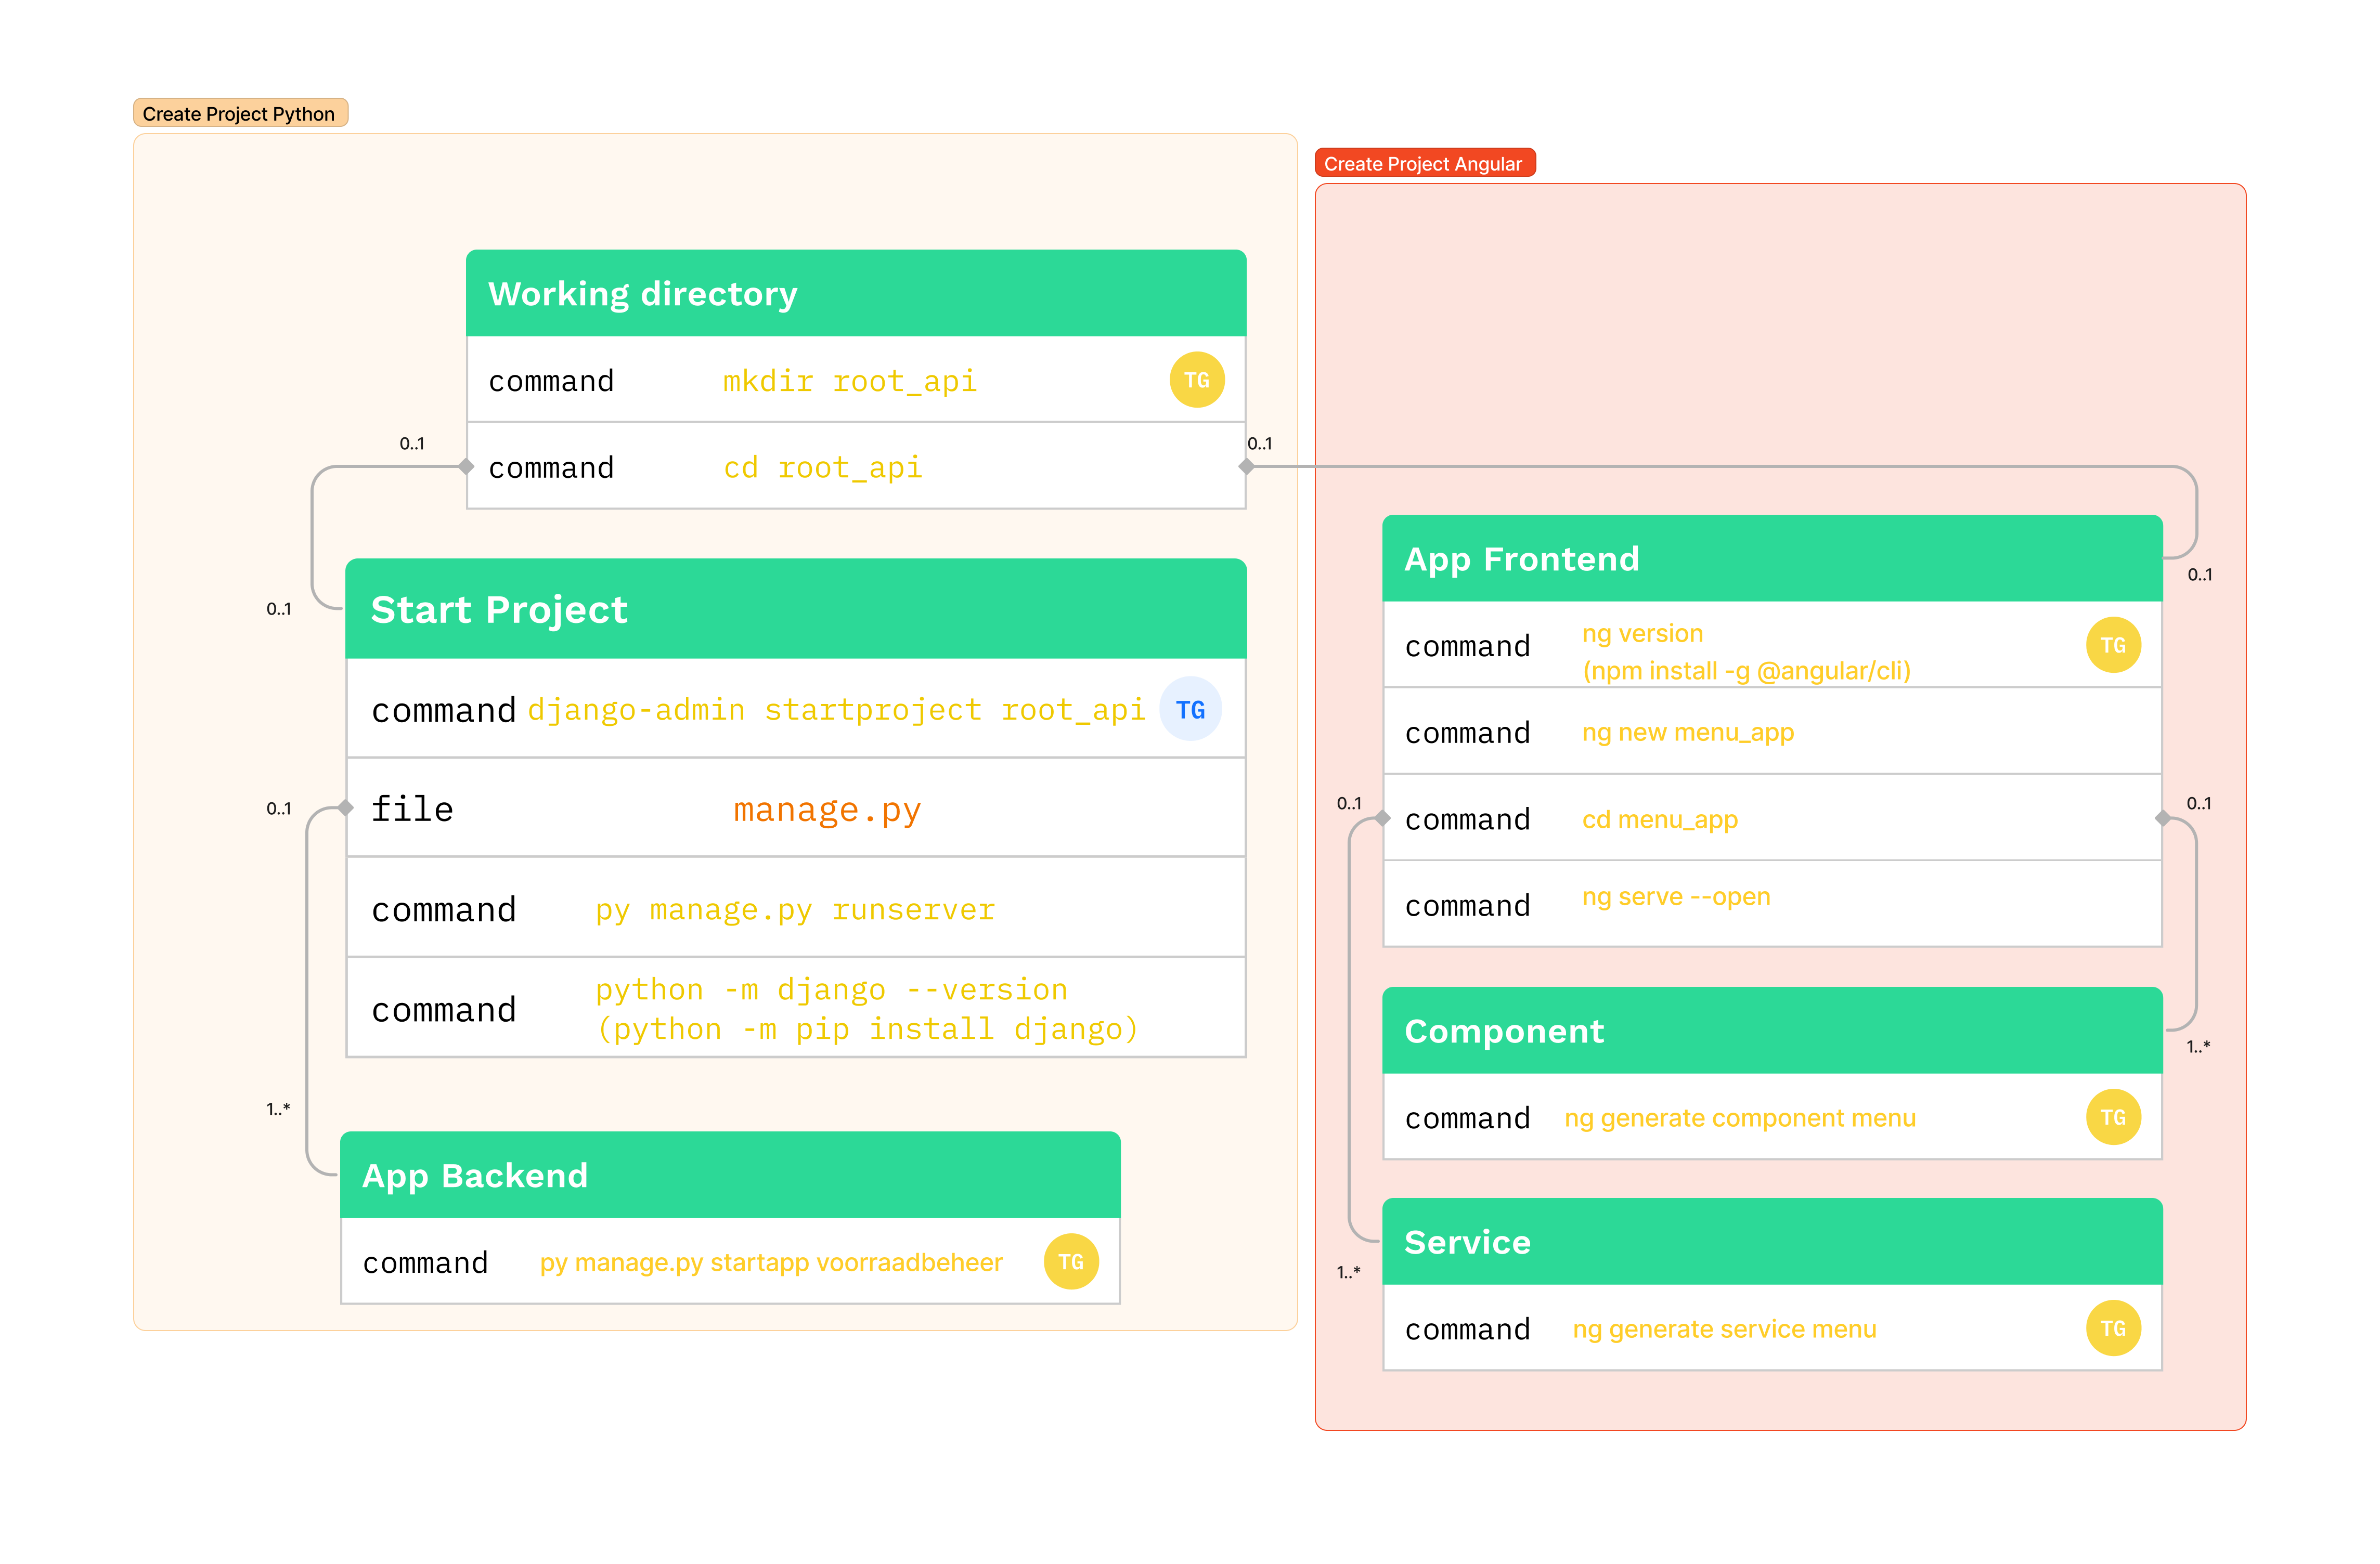 Create Project Python
Working directory
command mkdir root_api TG
0..1 0..1
command cd root_api
0..1
Start Project
command django-admin startproject root_api TG
0..1
file manage.py
command py manage.py runserver
command python -m django --version
(python -m pip install django)
1..*
App Backend
command py manage.py startapp voorraadbeheer TG
Create Project Angular
App Frontend
0..1
command ng version
(npm install -g @angular/cli) TG
command ng new menu_app
0..1 0..1
command cd menu_app
command ng serve --open
Component
1..*
command ng generate component menu TG
Service
1..*
command ng generate service menu TG